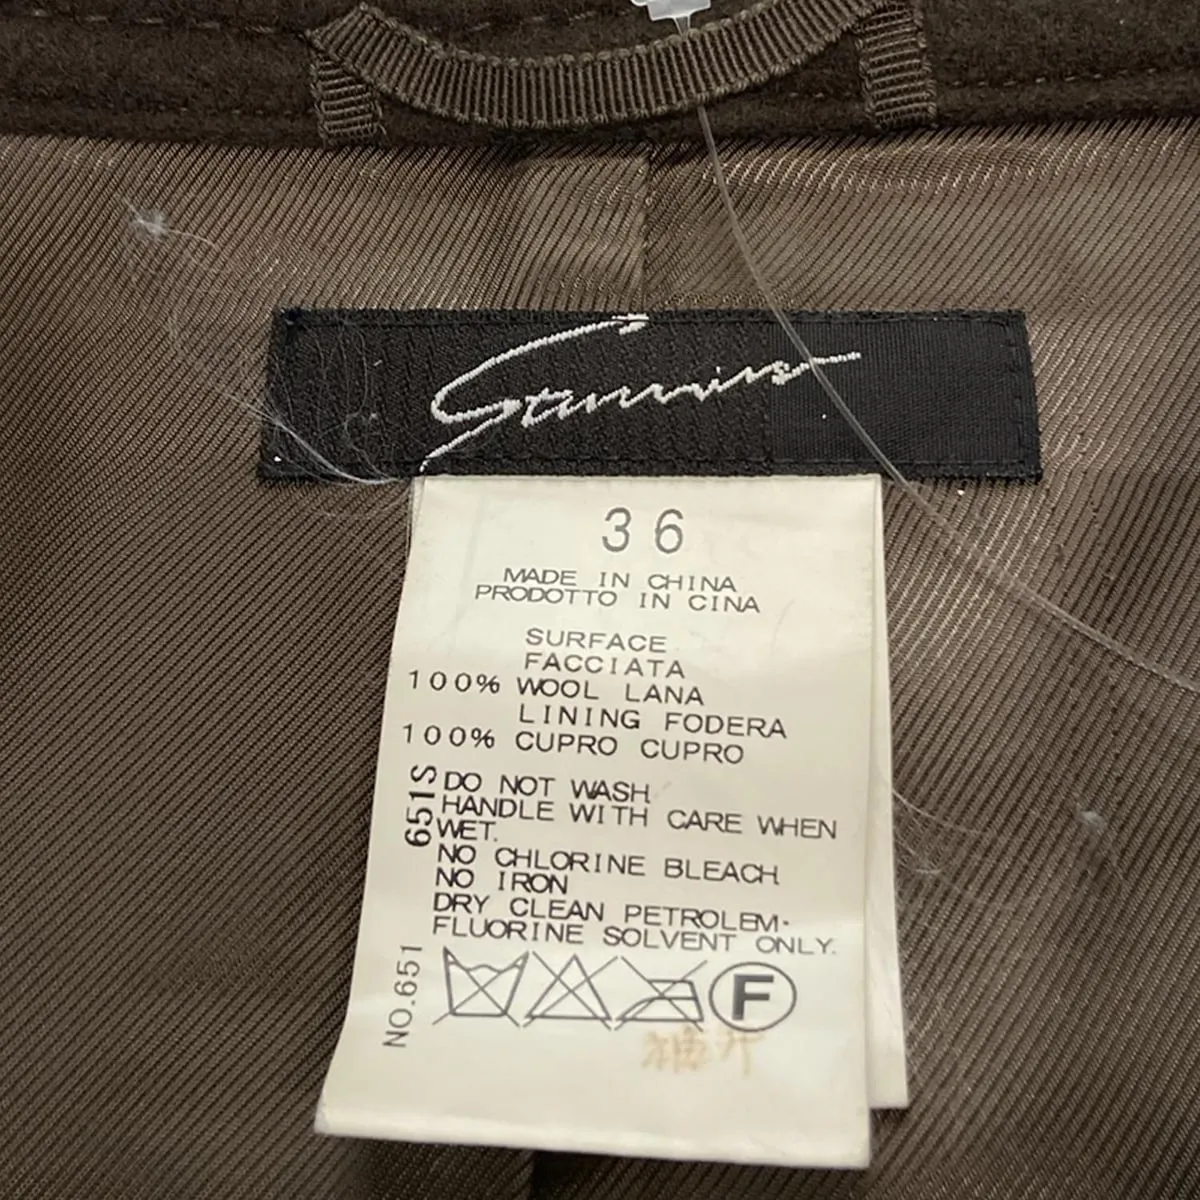 36
MADE IN CHINA
PRODOTTO IN CINA
SURFACE
FACCIATA
100% WOOL LANA
LINING FODERA
100% CUPRO CUPRO
651S
DO NOT WASH
HANDLE WITH CARE WHEN
WET.
NO CHLORINE BLEACH
NO IRON
DRY CLEAN PETROLEM-
FLUORINE SOLVENT ONLY.
NO.651
F